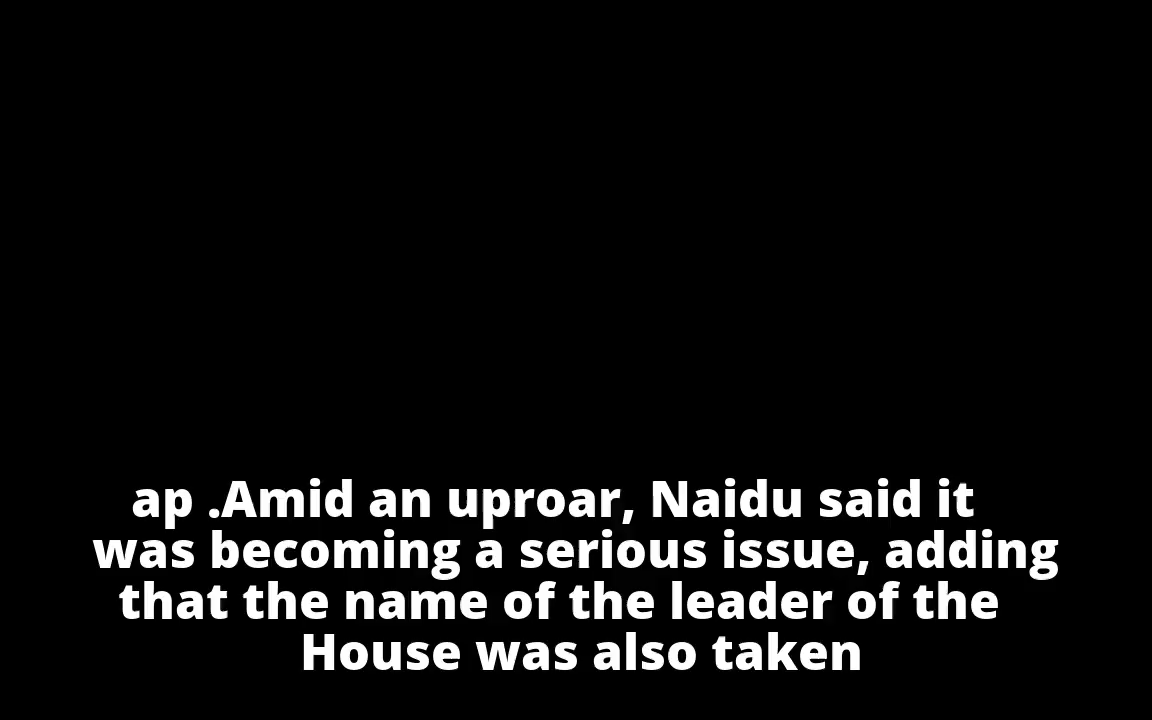 ap .Amid an uproar, Naidu said it
was becoming a serious issue, adding
that the name of the leader of the
House was also taken